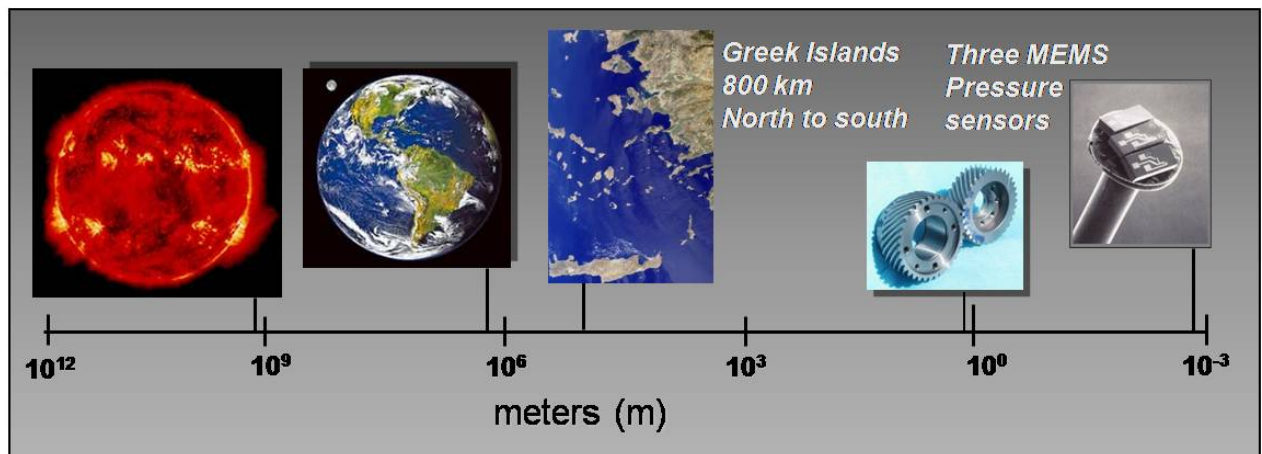 Greek Islands
800 km
North to south
Three MEMS
Pressure
sensors
10¹²
10⁹
10⁶
10³
10⁰
10⁻³
meters (m)